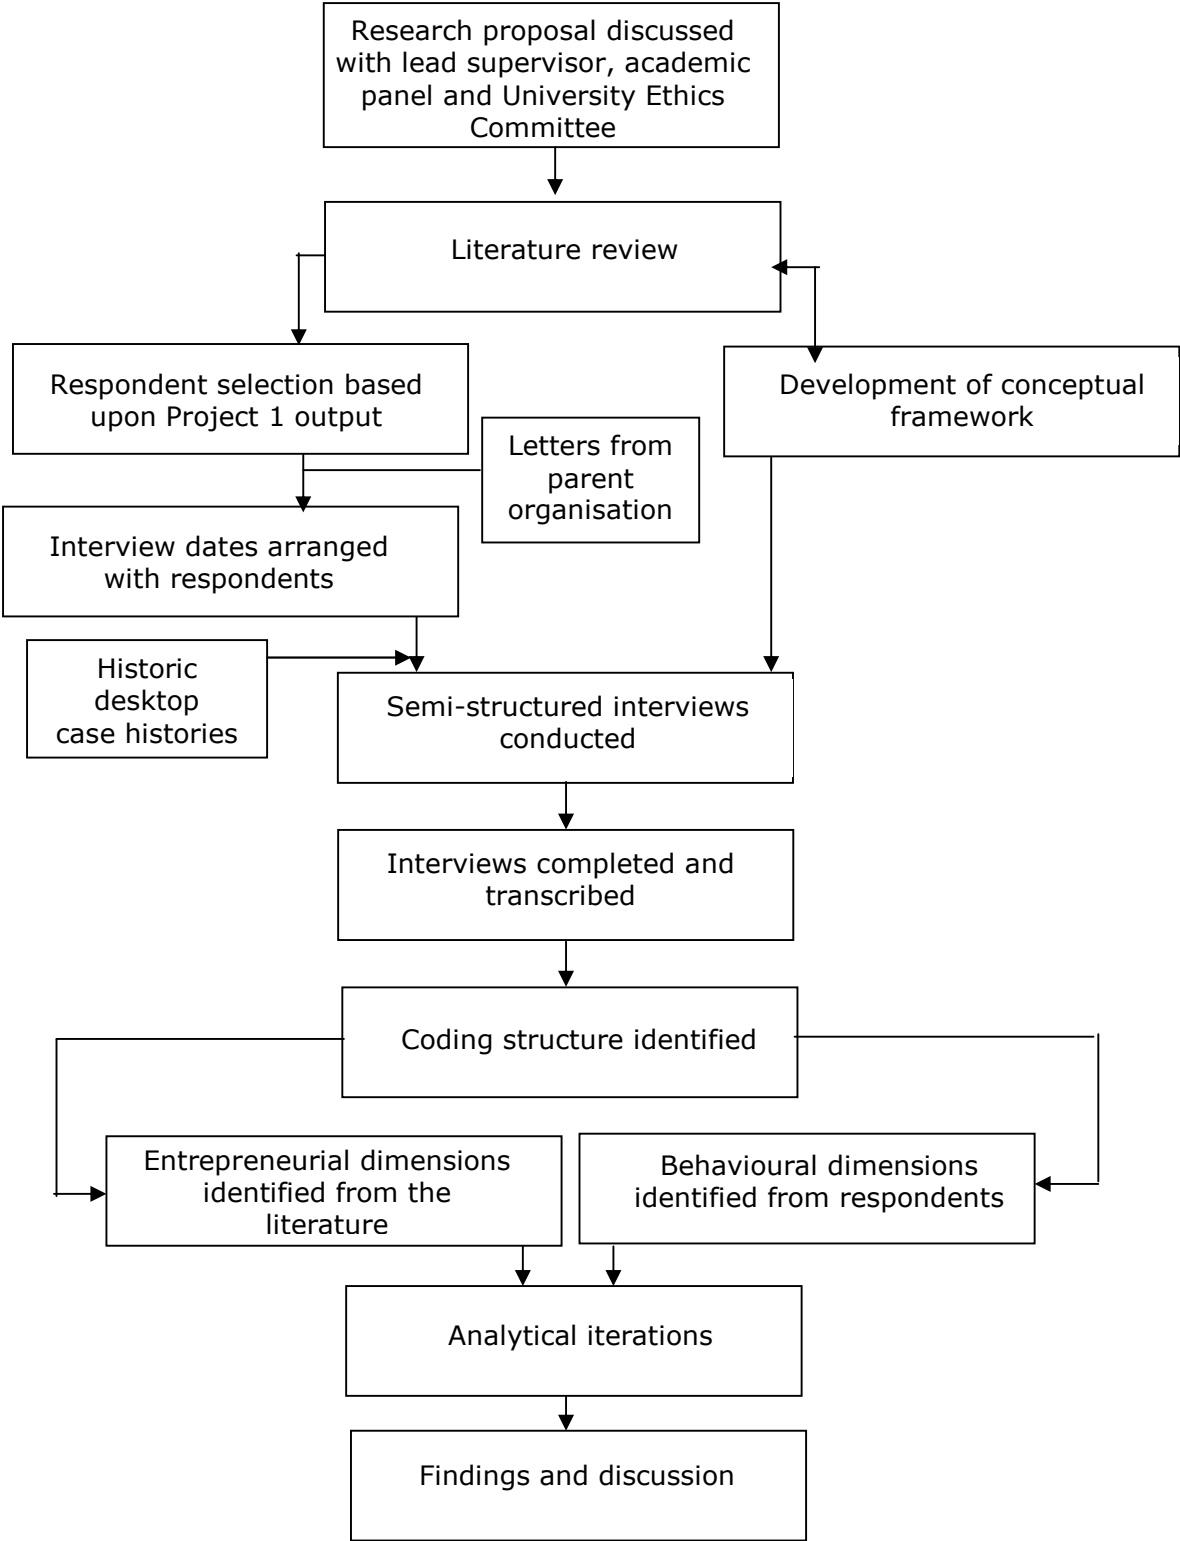 Research proposal discussed
with lead supervisor, academic
panel and University Ethics
Committee
Literature review
Respondent selection based
upon Project 1 output
Development of conceptual
framework
Letters from
parent
organisation
Interview dates arranged
with respondents
Historic
desktop
case histories
Semi-structured interviews
conducted
Interviews completed and
transcribed
Coding structure identified
Entrepreneurial dimensions
identified from the
literature
Behavioural dimensions
identified from respondents
Analytical iterations
Findings and discussion